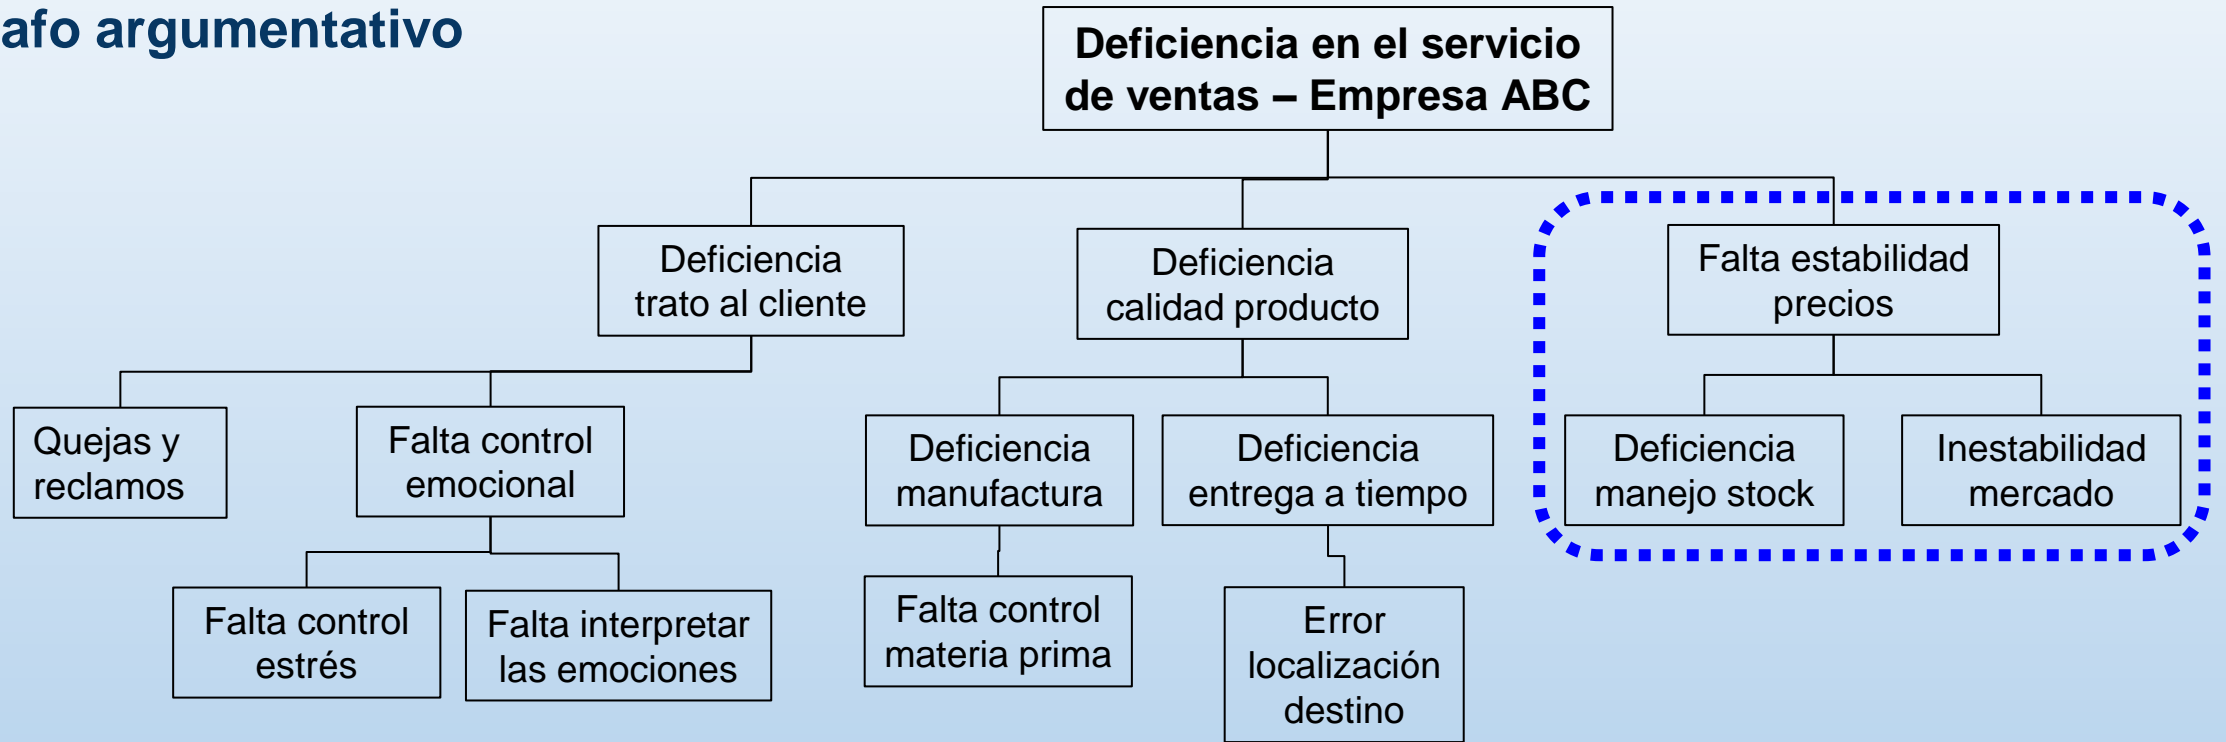 afo argumentativo
Deficiencia en el servicio
de ventas – Empresa ABC
Deficiencia
trato al cliente
Deficiencia
calidad producto
Falta estabilidad
precios
Quejas y
reclamos
Falta control
emocional
Deficiencia
manufactura
Deficiencia
entrega a tiempo
Deficiencia
manejo stock
Inestabilidad
mercado
Falta control
estrés
Falta interpretar
las emociones
Falta control
materia prima
Error
localización
destino